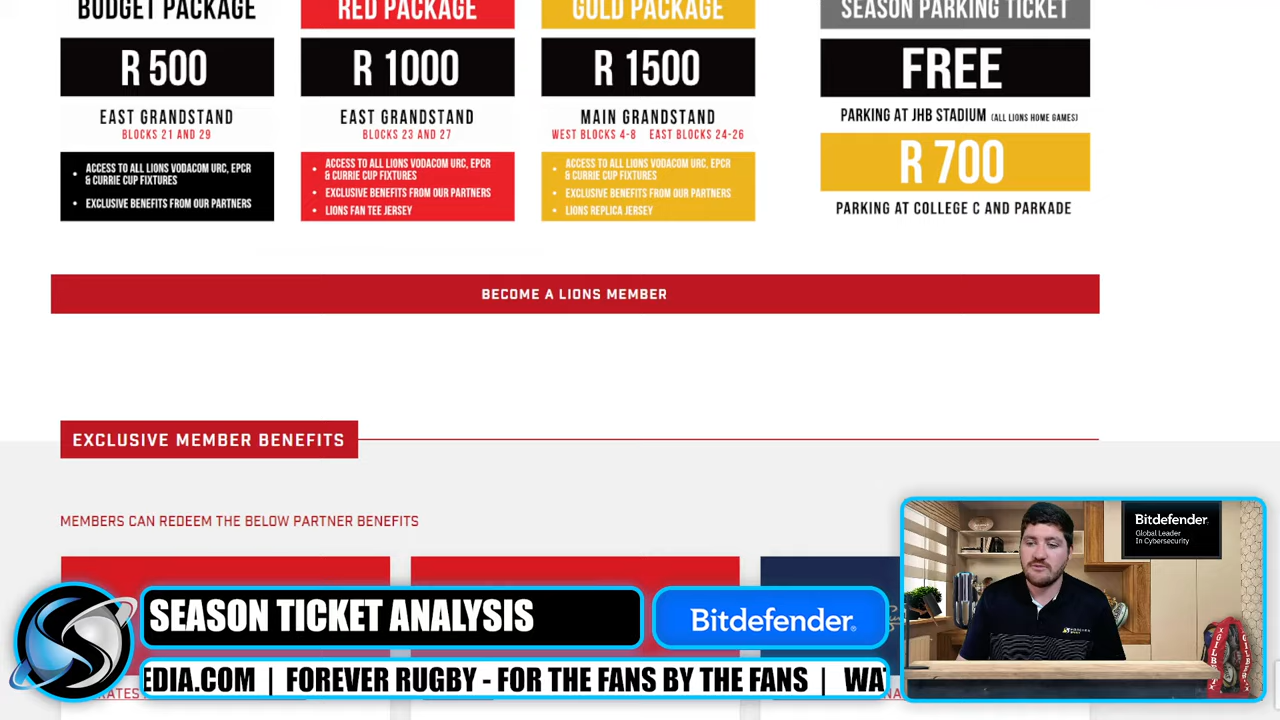 BUDGET PACKAGE
R 500
EAST GRANDSTAND
BLOCKS 21 AND 29
• ACCESS TO ALL LIONS VODACOM URC, EPCR
& CURRIE CUP FIXTURES
• EXCLUSIVE BENEFITS FROM OUR PARTNERS
RED PACKAGE
R 1000
EAST GRANDSTAND
BLOCKS 23 AND 27
• ACCESS TO ALL LIONS VODACOM URC, EPCR
& CURRIE CUP FIXTURES
• EXCLUSIVE BENEFITS FROM OUR PARTNERS
• LIONS FAN TEE JERSEY
GOLD PACKAGE
R 1500
MAIN GRANDSTAND
WEST BLOCKS 4-8 EAST BLOCKS 24-26
• ACCESS TO ALL LIONS VODACOM URC, EPCR
& CURRIE CUP FIXTURES
• EXCLUSIVE BENEFITS FROM OUR PARTNERS
• LIONS REPLICA JERSEY
SEASON PARKING TICKET
FREE
PARKING AT JHB STADIUM (ALL LIONS HOME GAMES)
R 700
PARKING AT COLLEGE C AND PARKADE
BECOME A LIONS MEMBER
EXCLUSIVE MEMBER BENEFITS
MEMBERS CAN REDEEM THE BELOW PARTNER BENEFITS
Bitdefender
Global Leader
In Cybersecurity
SEASON TICKET ANALYSIS
Bitdefender
EDIA.COM | FOREVER RUGBY - FOR THE FANS BY THE FANS | WAT